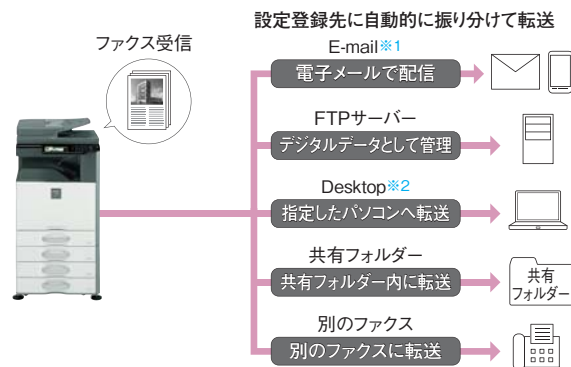 設定登録先に自動的に振り分けて転送
ファクス受信
E-mail※1
電子メールで配信
FTPサーバー
デジタルデータとして管理
Desktop※2
指定したパソコンへ転送
共有フォルダー
共有フォルダー内に転送
共有
フォルダー
別のファクス
別のファクスに転送